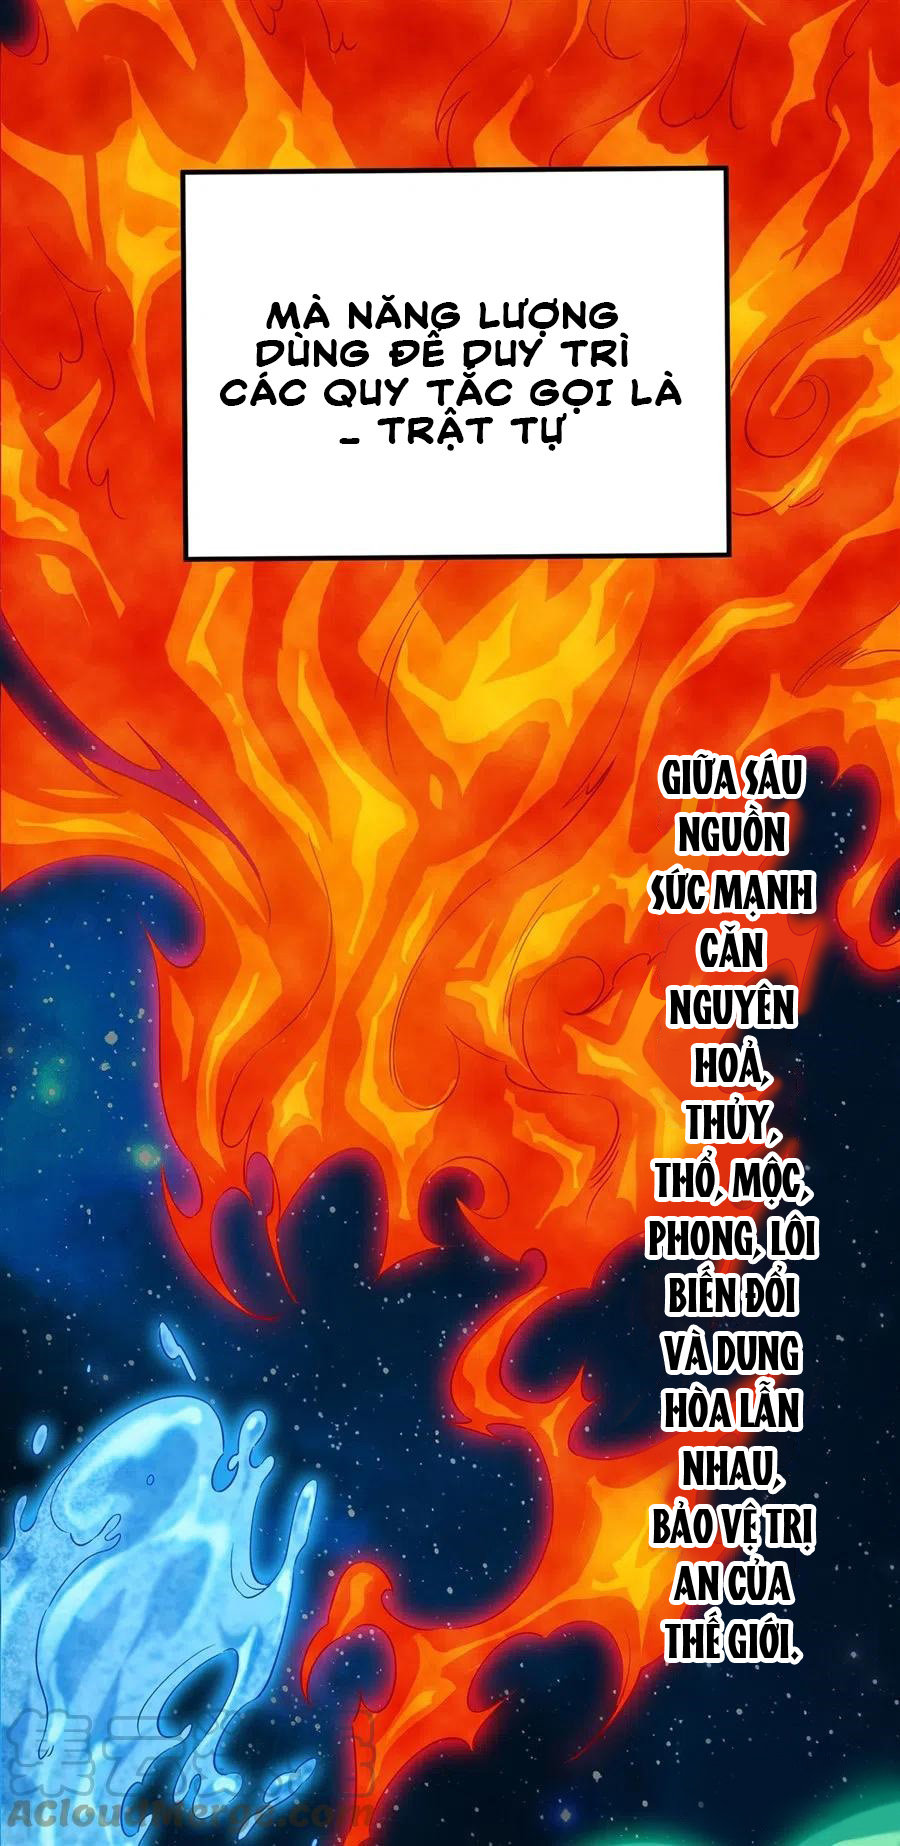 MÀ NĂNG LƯỢNG
DÙNG ĐỂ DUY TRÌ
CÁC QUY TẮC GỌI LÀ
– TRẬT TỰ
GIỮA SÁU
NGUỒN
SỨC MẠNH
CĂN
NGUYÊN
HOẢ,
THỦY,
THỔ, MỘC,
PHONG, LÔI
BIẾN ĐỔI
VÀ DUNG
HÒA LẪN
NHAU,
BẢO VỆ TRỊ
AN CỦA
THẾ GIỚI.
ACloudMerge.com